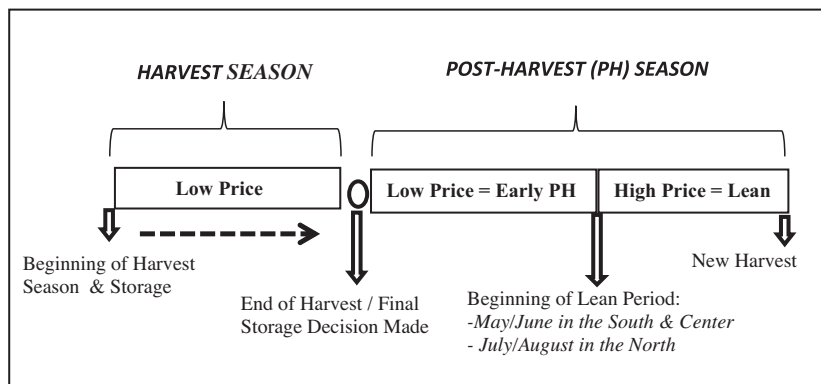 HARVEST SEASON
POST-HARVEST (PH) SEASON
Low Price
Low Price = Early PH
High Price = Lean
Beginning of Harvest
Season & Storage
End of Harvest / Final
Storage Decision Made
Beginning of Lean Period:
-May/June in the South & Center
- July/August in the North
New Harvest